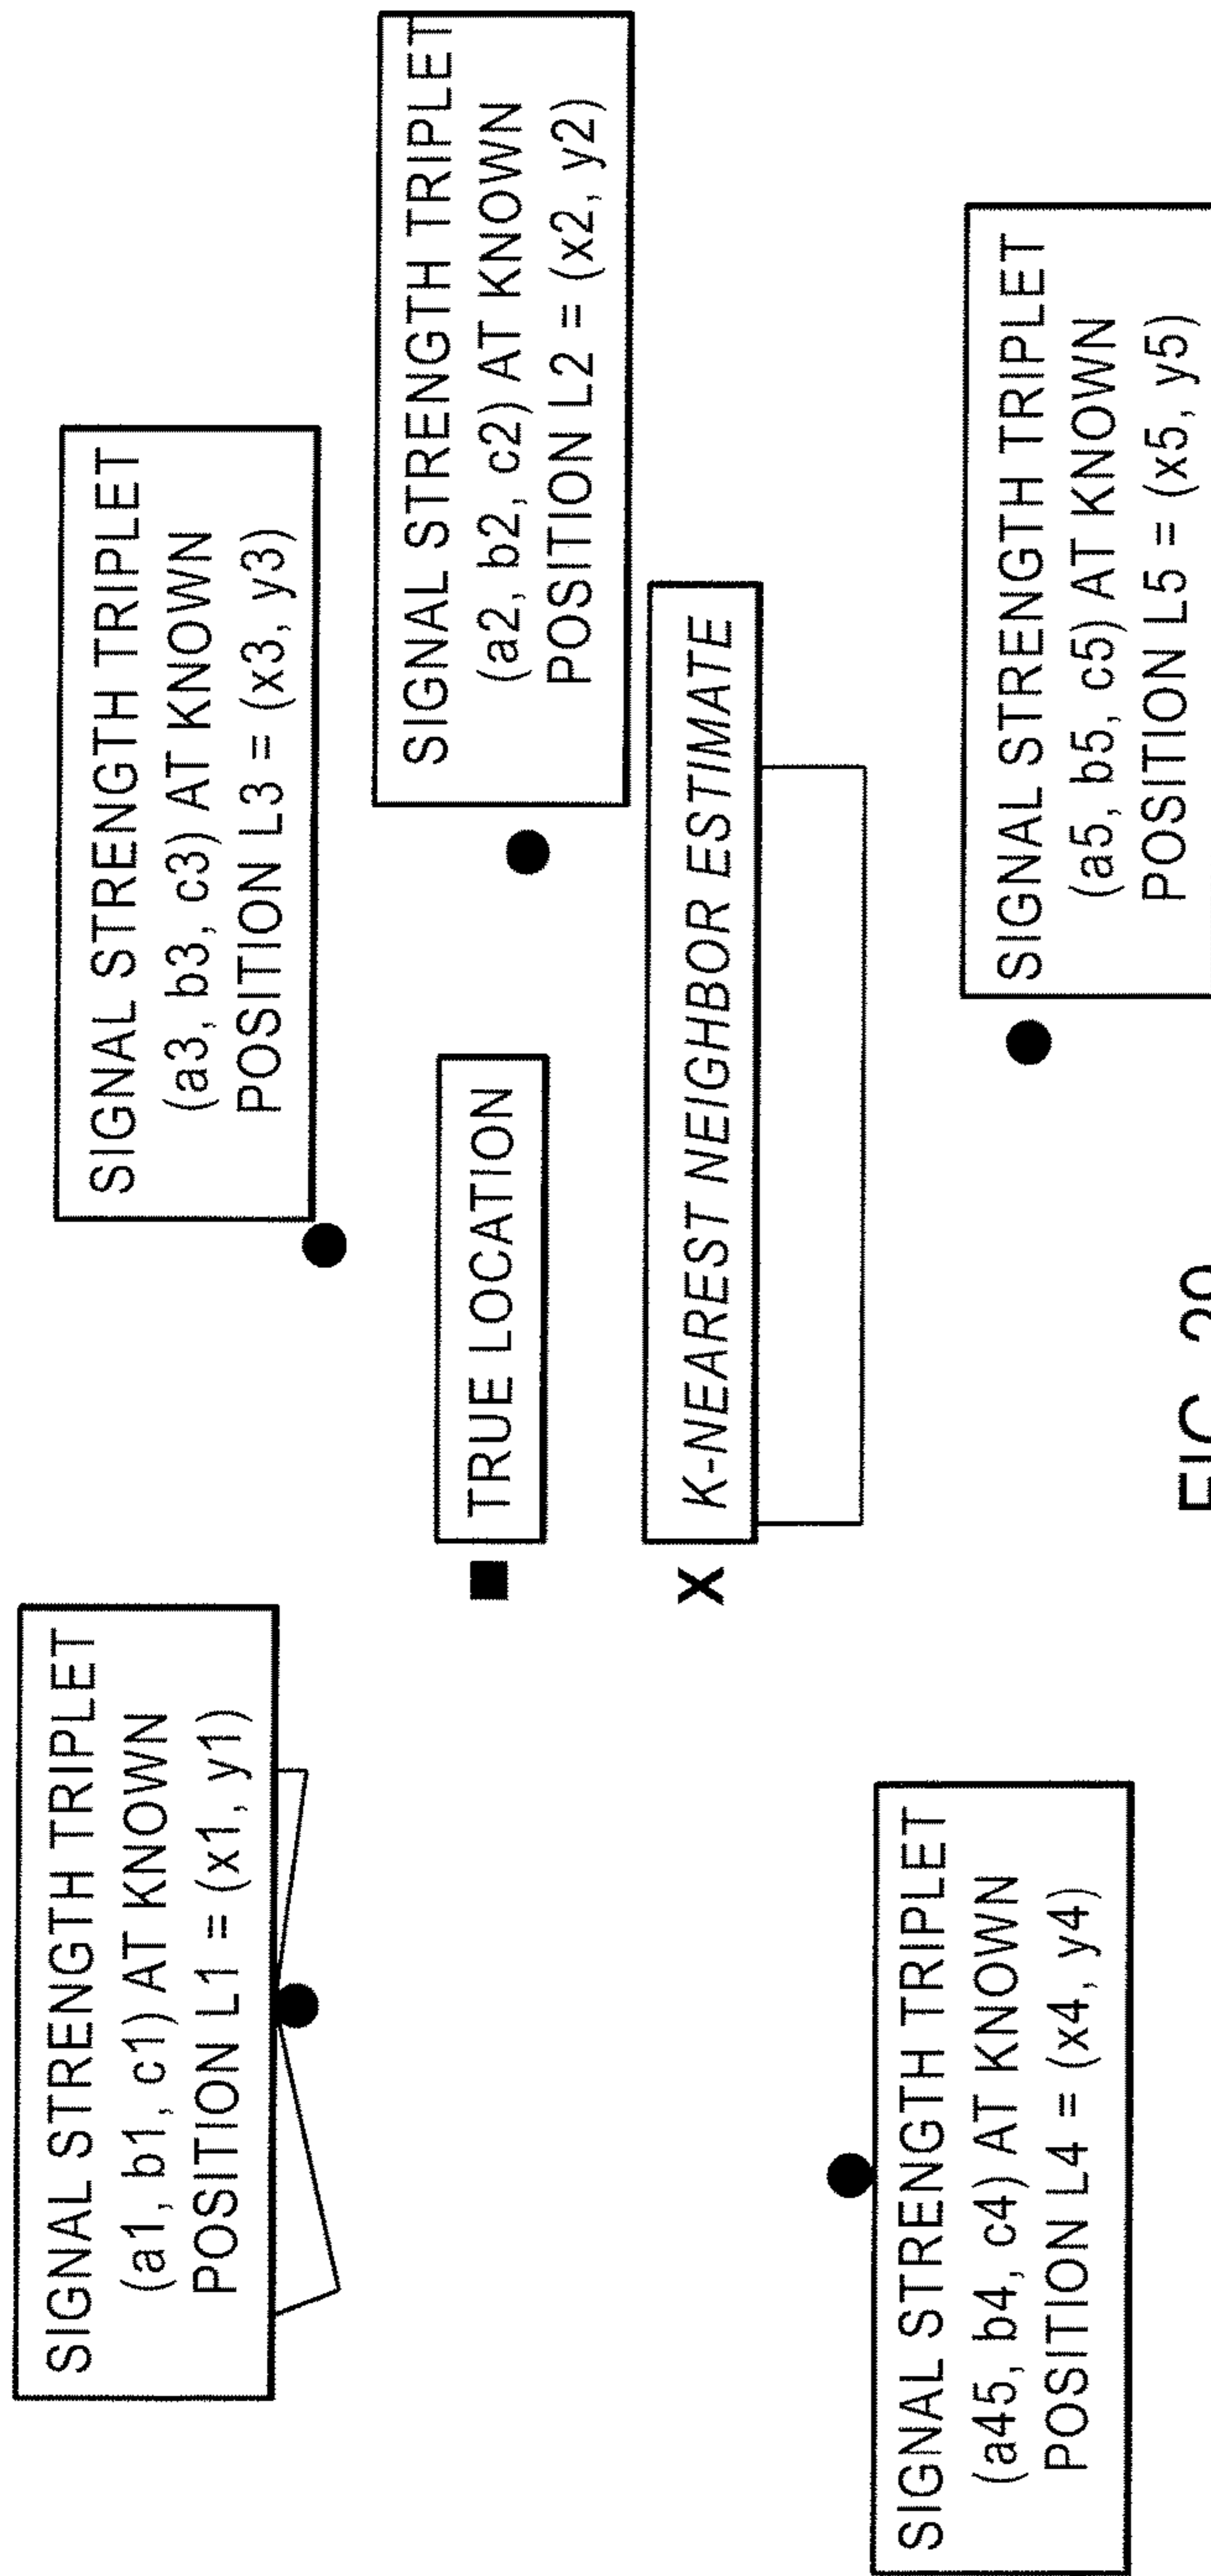 SIGNAL STRENGTH TRIPLET
(a1, b1, c1) AT KNOWN
POSITION L1 = (x1, y1)
SIGNAL STRENGTH TRIPLET
(a3, b3, c3) AT KNOWN
POSITION L3 = (x3, y3)
SIGNAL STRENGTH TRIPLET
(a2, b2, c2) AT KNOWN
POSITION L2 = (x2, y2)
TRUE LOCATION
X K-NEAREST NEIGHBOR ESTIMATE
SIGNAL STRENGTH TRIPLET
(a45, b4, c4) AT KNOWN
POSITION L4 = (x4, y4)
SIGNAL STRENGTH TRIPLET
(a5, b5, c5) AT KNOWN
POSITION L5 = (x5, y5)
FIG.